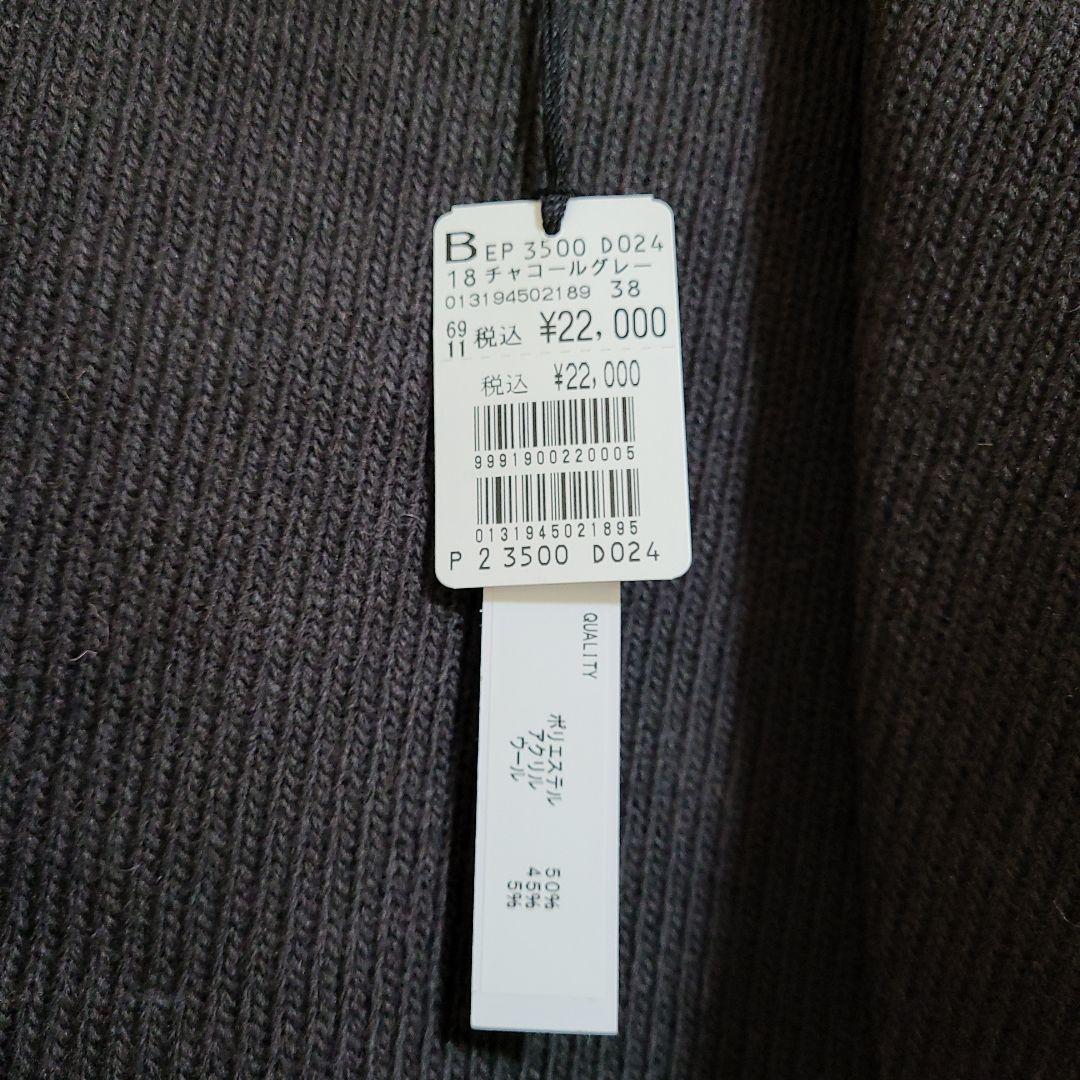 B EP 3500 D024
18 チャコールグレー
013194502189 38
69
11 税込 ¥22,000
税込 ¥22,000
9991900220005
0131945021895
P 2 3500 D024
QUALITY
ポリエステル 50%
アクリル 45%
ウール 5%